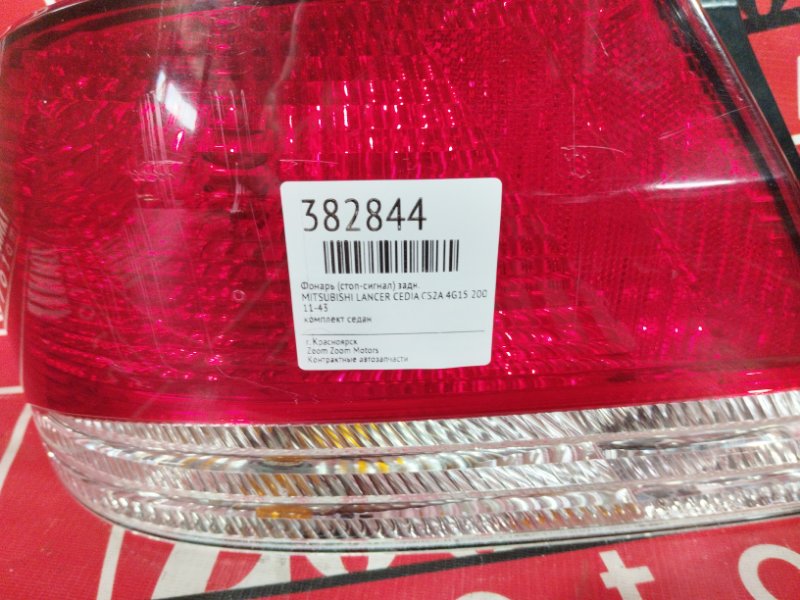 382844
Фонарь (стоп-сигнал) задн.
MITSUBISHI LANCER CEDIA CS2A 4G15 200
11-43
комплект седан
г. Красноярск
Zoom Zoom Motors
Контрактные автозапчасти